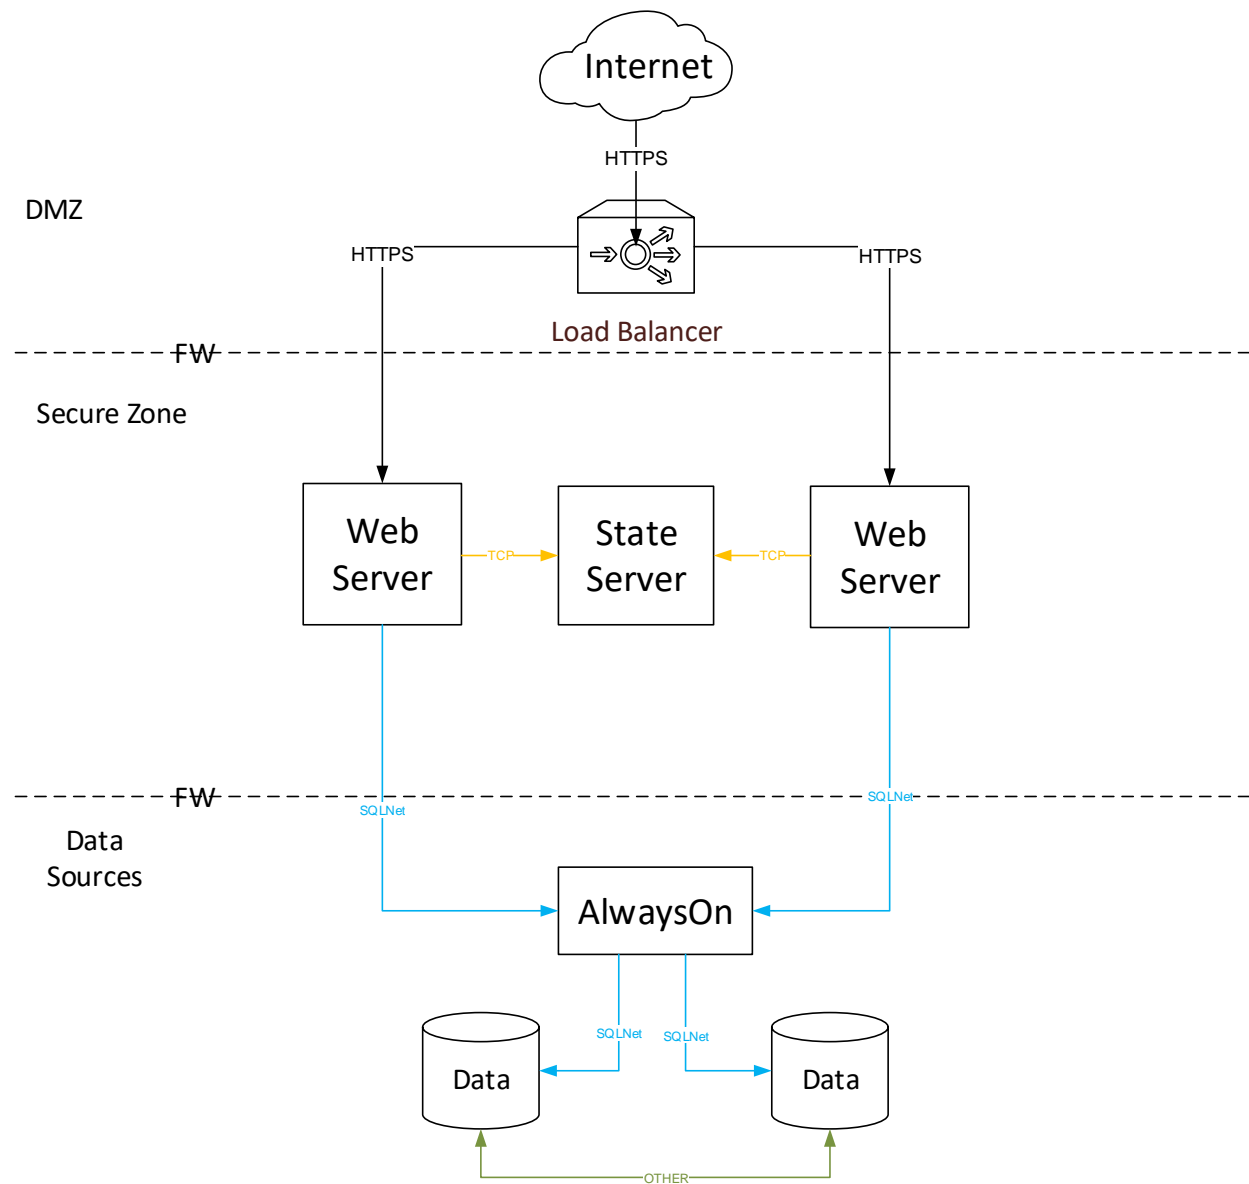 Internet
HTTPS
DMZ
HTTPS
HTTPS
Load Balancer
FW
Secure Zone
Web
Server
State
Server
Web
Server
TCP
TCP
FW
SQLNet
SQLNet
Data
Sources
AlwaysOn
SQLNet
SQLNet
Data
Data
OTHER